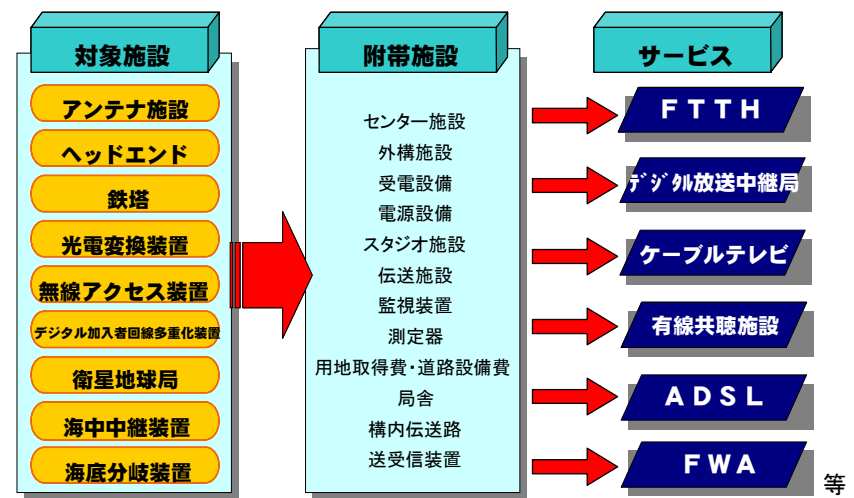 対象施設
アンテナ施設
ヘッドエンド
鉄塔
光電変換装置
無線アクセス装置
デジタル加入者回線多重化装置
衛星地球局
海中中継装置
海底分岐装置
附帯施設
センター施設
外構施設
受電設備
電源設備
スタジオ施設
伝送施設
監視装置
測定器
用地取得費・道路設備費
局舎
構内伝送路
送受信装置
サービス
ＦＴＴＨ
ﾃﾞｼﾞﾀﾙ放送中継局
ケーブルテレビ
有線共聴施設
ＡＤＳＬ
ＦＷＡ
等